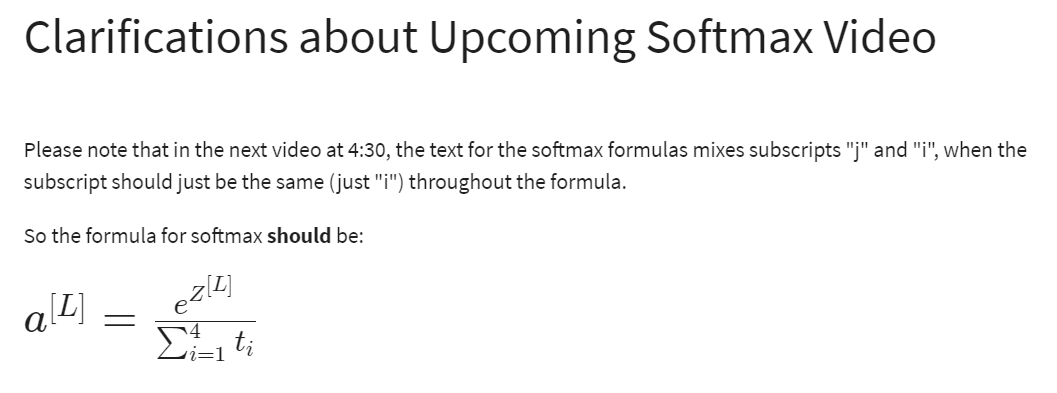 Clarifications about Upcoming Softmax Video
Please note that in the next video at 4:30, the text for the softmax formulas mixes subscripts "j" and "i", when the
subscript should just be the same (just "i") throughout the formula.
So the formula for softmax should be:
a^{[L]} = \frac{e^{z^{[L]}}}{\sum_{i=1}^{4} t_i}